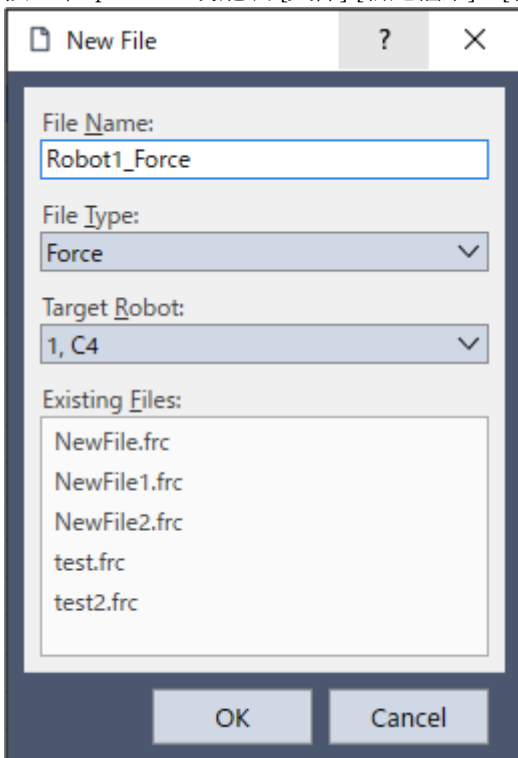 New File
?
File Name:
Robot1_Force
File Type:
Force
Target Robot:
1, C4
Existing Files:
NewFile.frc
NewFile1.frc
NewFile2.frc
test.frc
test2.frc
OK
Cancel